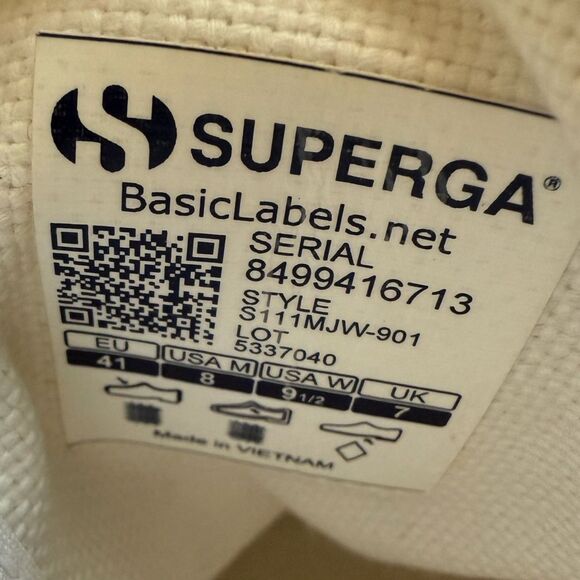 SUPERGA®
BasicLabels.net
SERIAL
8499416713
STYLE
S111MJW-901
LOT
5337040
EU USA M USA W UK
41 8 9 1/2 7
Made in VIETNAM